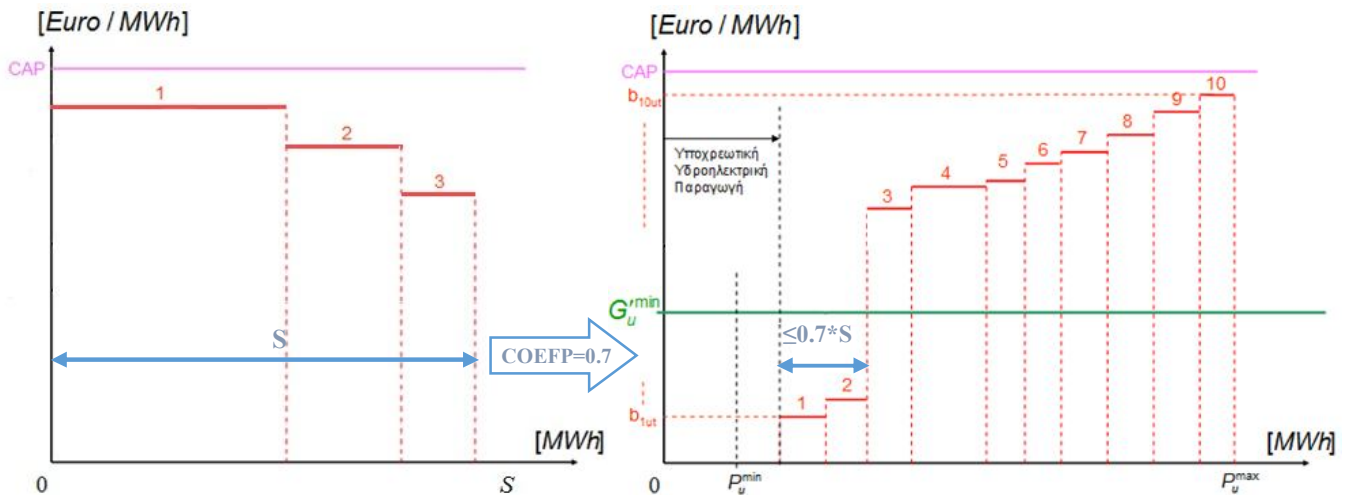 [Euro / MWh]
CAP
1
2
3
S
COEFP=0.7
[MWh]
0
S
[Euro / MWh]
CAP
b10ut
10
9
8
7
6
5
4
3
Υποχρεωτική
Υδροηλεκτρική
Παραγωγή
G'u min
≤0.7*S
2
1
b1ut
[MWh]
0
Pu min
Pu max